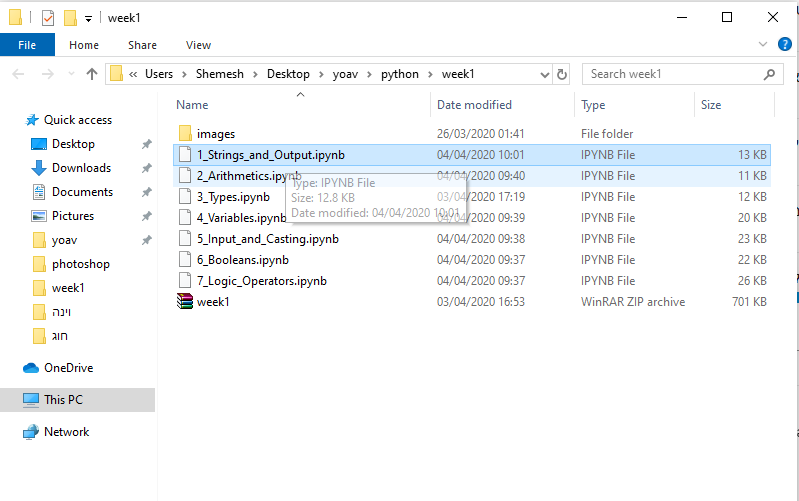 week1
File Home Share View
« Users > Shemesh > Desktop > yoav > python > week1 Search week1
Name Date modified Type Size
Quick access
Desktop
Downloads
Documents
Pictures
yoav
photoshop
week1
וינה
חוג
OneDrive
This PC
Network
images 26/03/2020 01:41 File folder
1_Strings_and_Output.ipynb 04/04/2020 10:01 IPYNB File 13 KB
2_Arithmetics.ipynb 04/04/2020 09:40 IPYNB File 11 KB
3_Types.ipynb 03/04/2020 17:19 IPYNB File 12 KB
4_Variables.ipynb 04/04/2020 09:39 IPYNB File 20 KB
5_Input_and_Casting.ipynb 04/04/2020 09:38 IPYNB File 23 KB
6_Booleans.ipynb 04/04/2020 09:37 IPYNB File 22 KB
7_Logic_Operators.ipynb 04/04/2020 09:37 IPYNB File 26 KB
week1 03/04/2020 16:53 WinRAR ZIP archive 701 KB
Type: IPYNB File
Size: 12.8 KB
Date modified: 04/04/2020 10:01